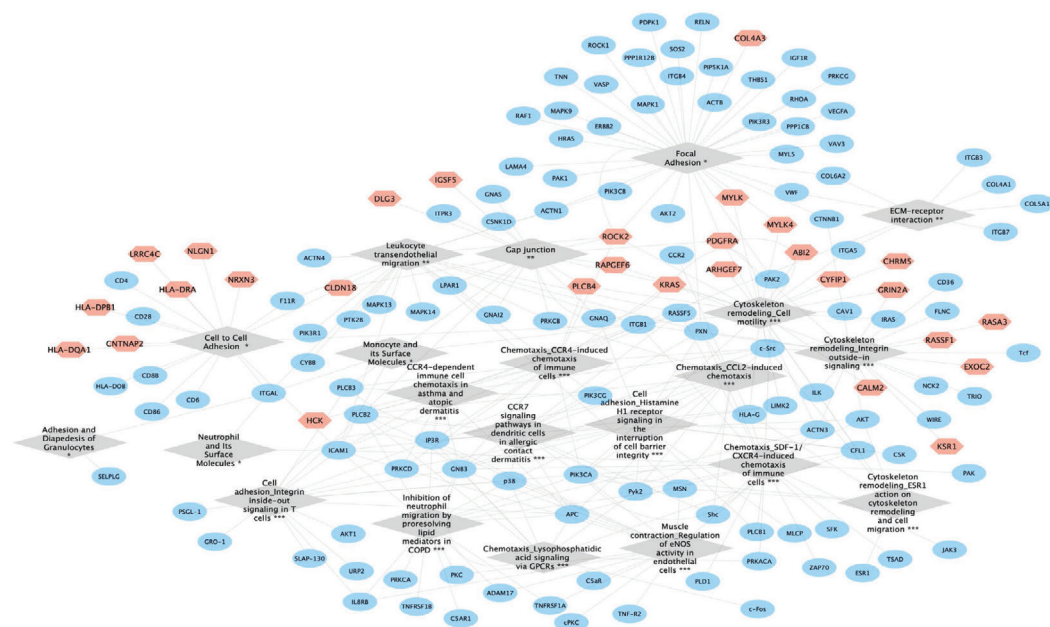 PDPK1
RELN
ROCK1
SOS2
COL4A3
PPP1R12B
TNN
VASP
ITGB4
PIP5K1A
IGF1R
THBS1
PRKCG
RAF1
MAPK9
MAPK1
ACTB
RHOA
VEGFA
HRAS
ERBB2
PIK3R3
PPP1CB
VAV3
Focal
Adhesion *
MYL5
ITGB3
LAMA4
PAK1
PIK3CB
COL6A2
COL4A1
IGSF5
DLG3
GNAS
ACTN1
AKT2
MYLK
VWF
COL5A1
ITPR3
CSNK1D
MYLK4
CTNNB1
ECM-receptor
interaction **
ITGB7
ROCK2
PDGFRA
ABI2
ITGA5
Leukocyte
transendothelial
migration **
Gap junction
**
LRRC4C
NLGN1
ACTN4
CCR2
CHRM5
RAPGEF6
ARHGEF7
PAK2
CYFIP1
CD4
HLA-DRA
NRXN3
CLDN18
LPAR1
PLCB4
KRAS
GRIN2A
CD36
HLA-DPB1
F11R
MAPK13
MAPK14
GNAI2
RASSF5
Cytoskeleton
remodeling_Cell
motility ***
CAV1
IRAS
FLNC
CD28
PTK2B
PRKCB
GNAQ
ITGB1
PXN
RASA3
HLA-DQA1
CNTNAP2
Cell to Cell
Adhesion *
PIK3R1
CYBB
Monocyte and
its Surface
Molecules *
Chemotaxis_CCR4-induced
chemotaxis
of immune
cells ***
c-Src
Cytoskeleton
remodeling_Integrin
outside-in
signaling ***
RASSF1
Tcf
EXOC2
HLA-DOB
CD8B
CD6
ITGAL
PLCB3
CCR4-dependent
immune cell
chemotaxis in
asthma and
atopic
dermatitis ***
PIK3CG
Chemotaxis_CCL2-induced
chemotaxis
***
ILK
CALM2
NCK2
TRIO
CD86
PLCB2
HCK
CCR7
signaling
pathways in
dendritic cells
in allergic
contact
dermatitis ***
Cell
adhesion_Histamine
H1 receptor
signaling in the
interruption
of cell barrier
integrity ***
HLA-G
LIMK2
AKT
WIRE
Adhesion and
Diapedesis of
Granulocytes
*
Neutrophil
and Its
Surface
Molecules *
ICAM1
IP3R
ACTN3
CFL1
CSK
KSR1
SELPLG
PRKCD
GNB3
p38
PIK3CA
Chemotaxis_SDF-1/
CXCR4-induced
chemotaxis
of immune
cells ***
PAK
Cell
adhesion_Integrin
inside-out
signaling in T
cells ***
Inhibition of
neutrophil
migration by
proresolving
lipid
mediators in
COPD ***
Pyk2
MSN
Cytoskeleton
remodeling_ESR1
action on
cytoskeleton
remodeling
and cell
migration ***
PSGL-1
APC
Shc
GRO-1
AKT1
Chemotaxis_Lysophosphatidic
acid signaling
via GPCRs ***
Muscle
contraction_Regulation
of eNOS
activity in
endothelial
cells ***
PLCB1
MLCP
SFK
JAK3
SLAP-130
URP2
PRKCA
PKC
PRKACA
ZAP70
ESR1
TSAD
IL8RB
TNFRSF1B
CSAR1
ADAM17
TNFRSF1A
C5aR
cPKC
TNF-R2
PLD1
c-Fos